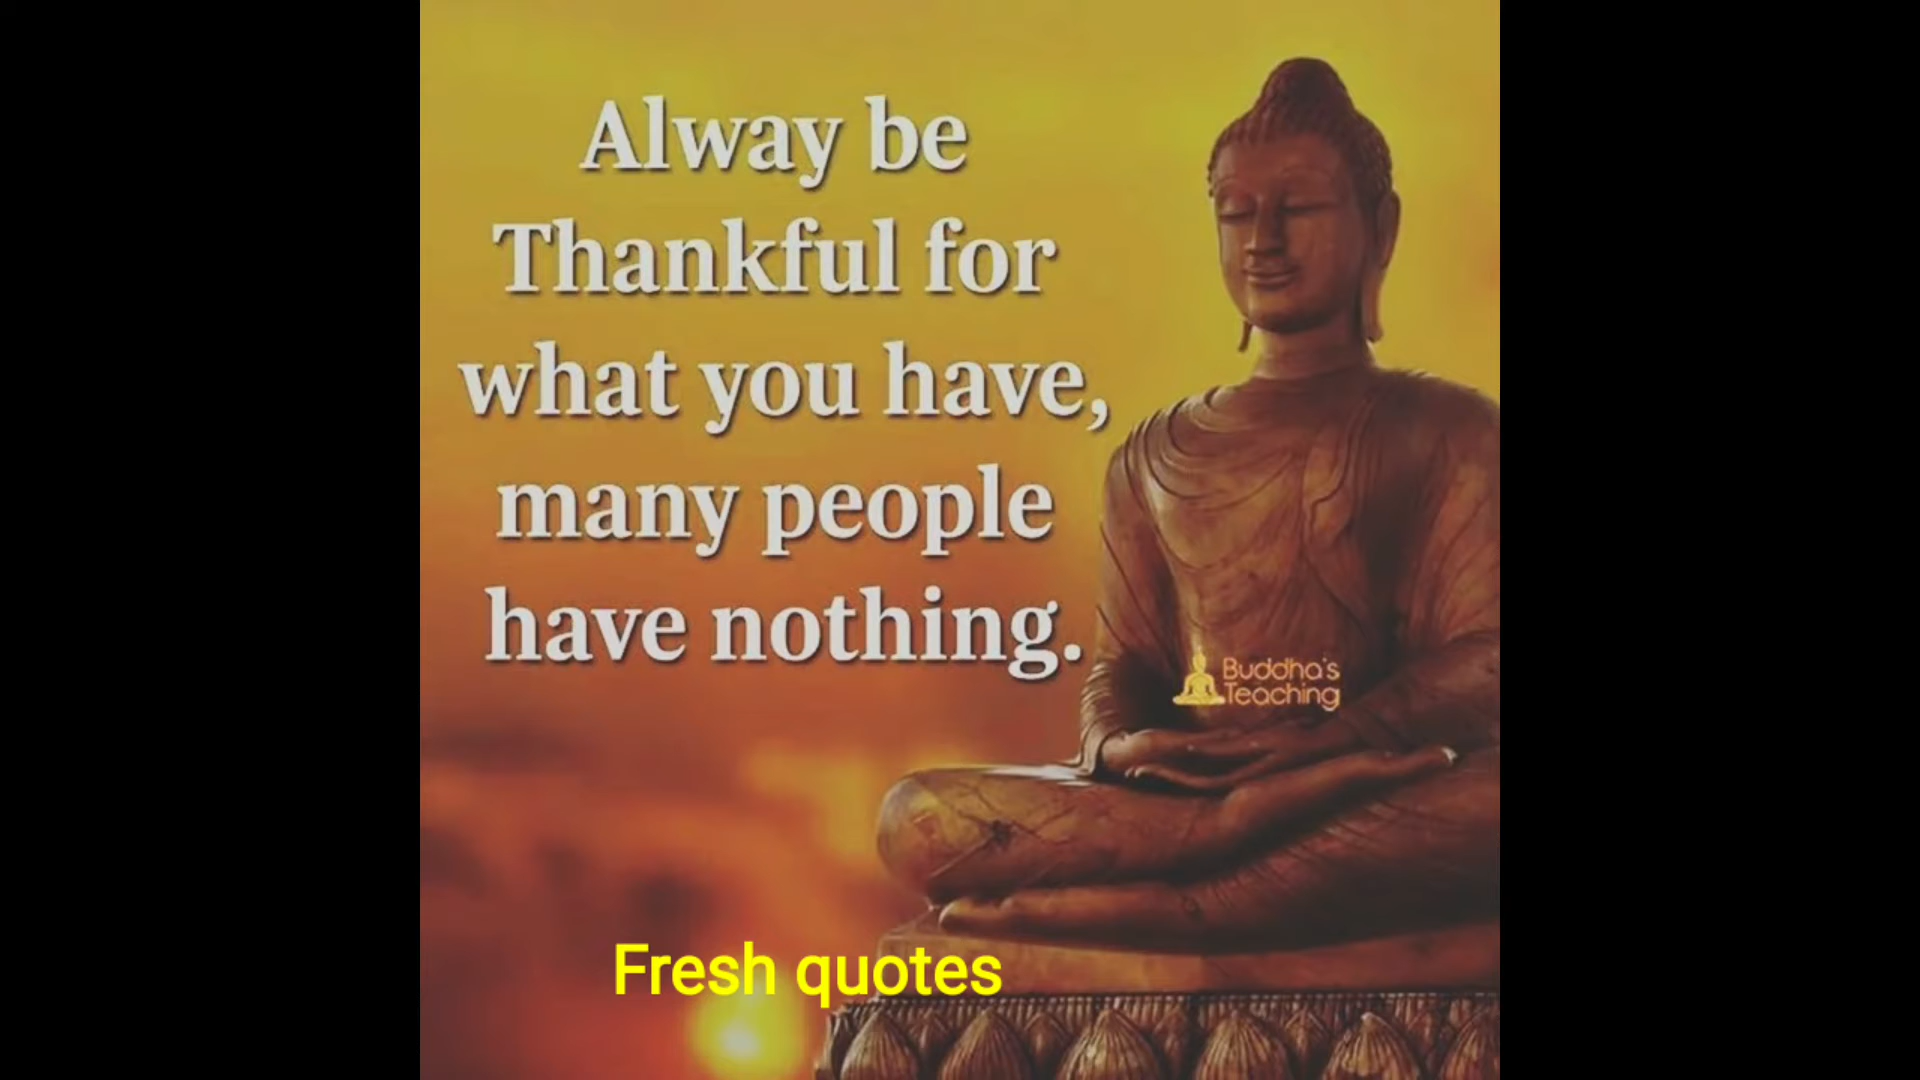 Alway be
Thankful for
what you have,
many people
have nothing.
Buddha's
Teaching
Fresh quotes